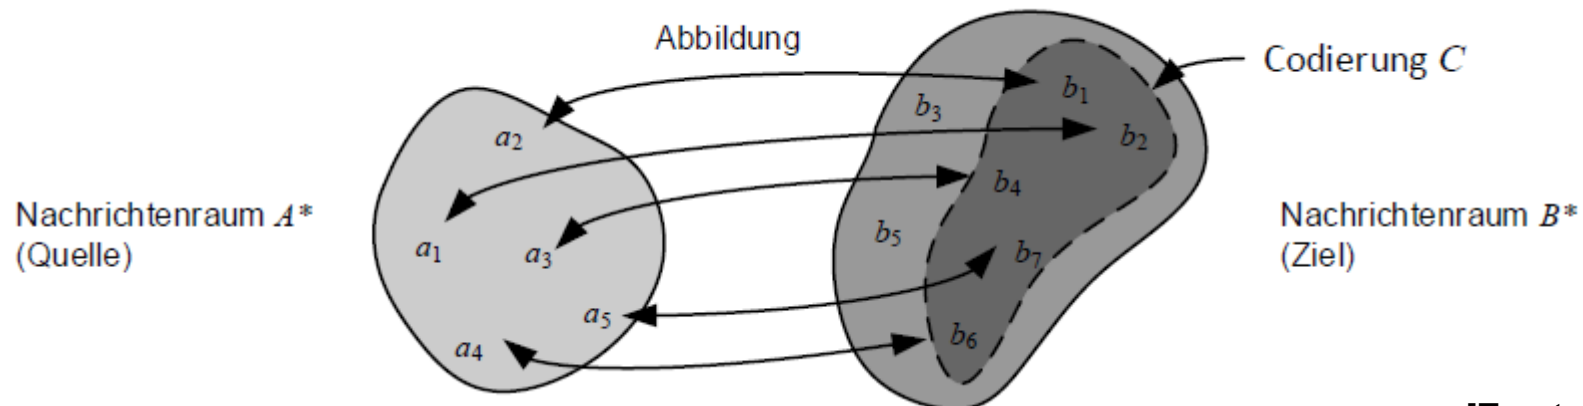 Abbildung
Codierung C
b₁
b₃
a₂
b₂
b₄
Nachrichtenraum A*
(Quelle)
Nachrichtenraum B*
(Ziel)
b₅
a₁
a₃
b₇
a₅
b₆
a₄